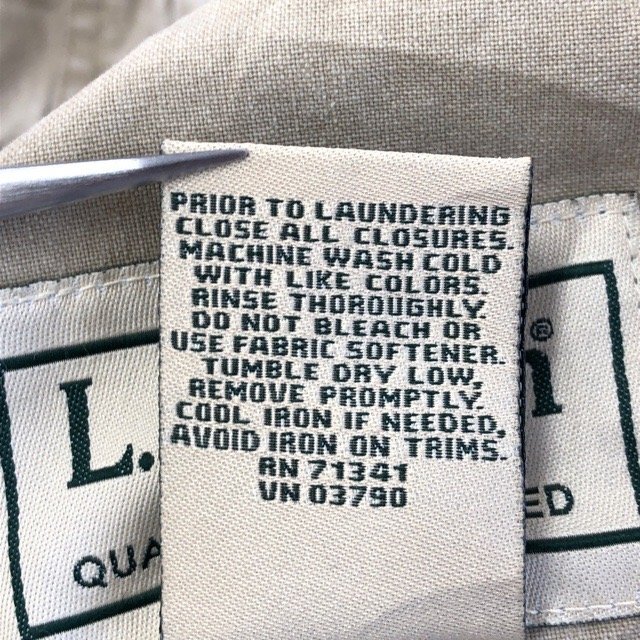 PRIOR TO LAUNDERING
CLOSE ALL CLOSURES.
MACHINE WASH COLD
WITH LIKE COLORS.
RINSE THOROUGHLY.
DO NOT BLEACH OR
USE FABRIC SOFTENER.
TUMBLE DRY LOW,
REMOVE PROMPTLY.
COOL IRON IF NEEDED,
AVOID IRON ON TRIMS.
RN 71341
VN 03790
L.
®